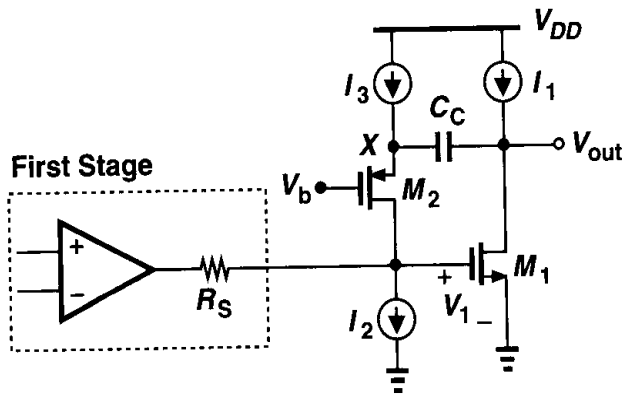 V_DD
I_3
I_1
C_C
X
V_out
First Stage
V_b
M_2
+
−
R_S
I_2
+
V_1
−
M_1